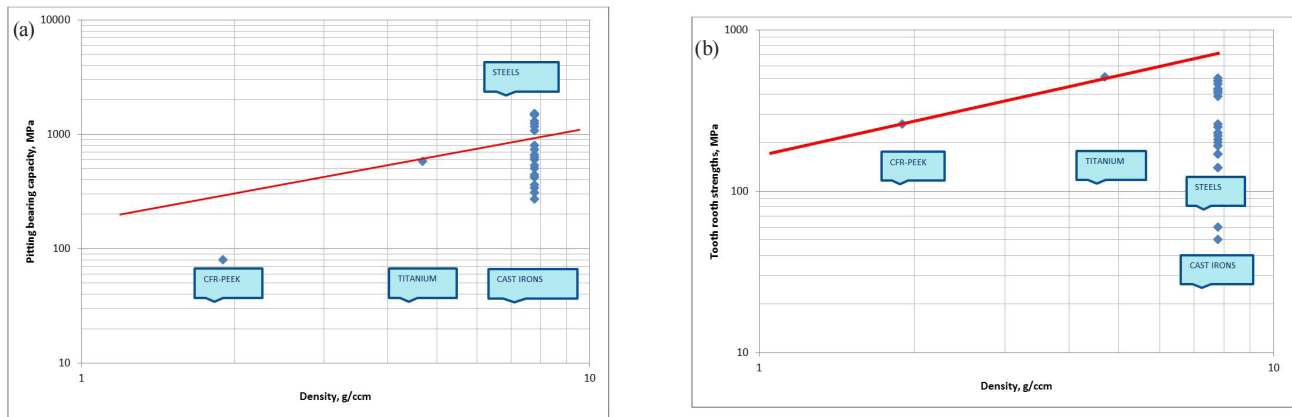 (a)
10000
1000
100
10
Pitting bearing capacity, MPa
STEELS
CFR-PEEK
TITANIUM
CAST IRONS
1
10
Density, g/ccm
(b)
1000
100
10
Tooth rooth strengths, MPa
CFR-PEEK
TITANIUM
STEELS
CAST IRONS
1
10
Density, g/ccm